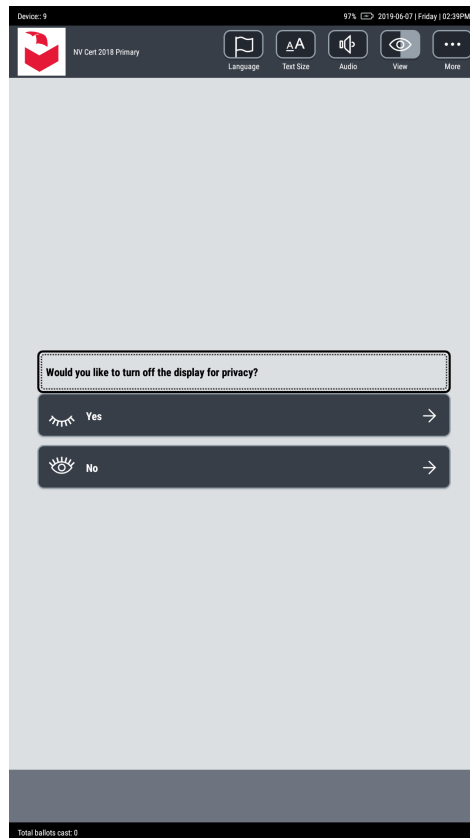 Device:: 9
97% 2019-06-07 | Friday | 02:39PM
NV Cert 2018 Primary
Language
AA
Text Size
Audio
View
More
Would you like to turn off the display for privacy?
Yes
No
Total ballots cast: 0